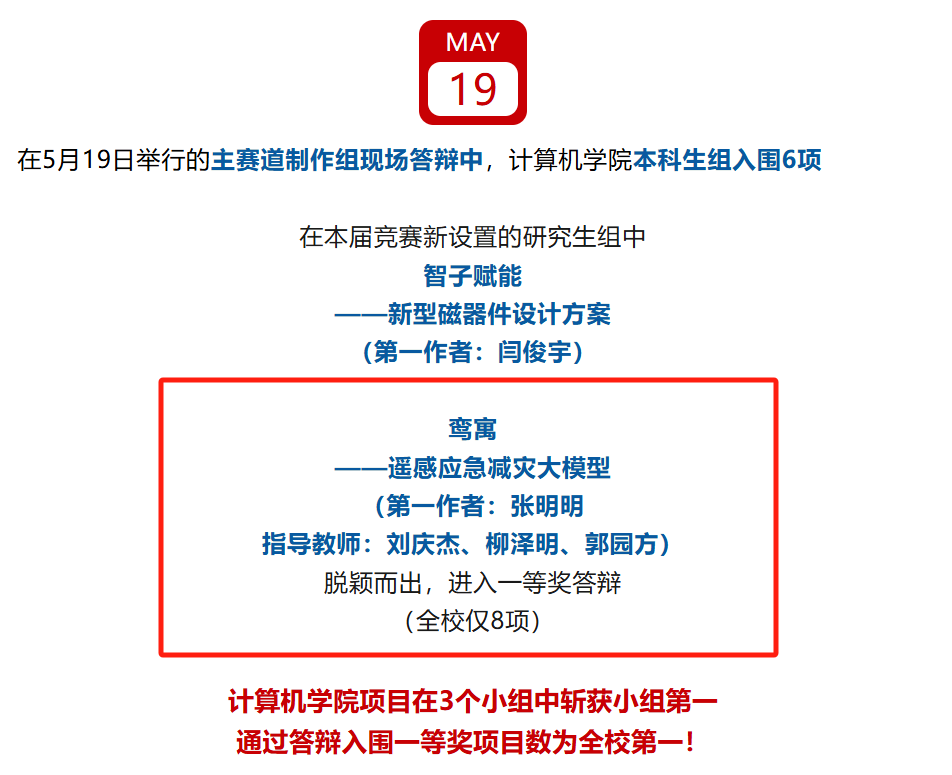 MAY
19
在5月19日举行的主赛道制作组现场答辩中，计算机学院本科生组入围6项
在本届竞赛新设置的研究生组中
智子赋能
——新型磁器件设计方案
（第一作者：闫俊宇）
鸾寓
——遥感应急减灾大模型
（第一作者：张明明
指导教师：刘庆杰、柳泽明、郭园方）
脱颖而出，进入一等奖答辩
（全校仅8项）
计算机学院项目在3个小组中斩获小组第一
通过答辩入围一等奖项目数为全校第一！